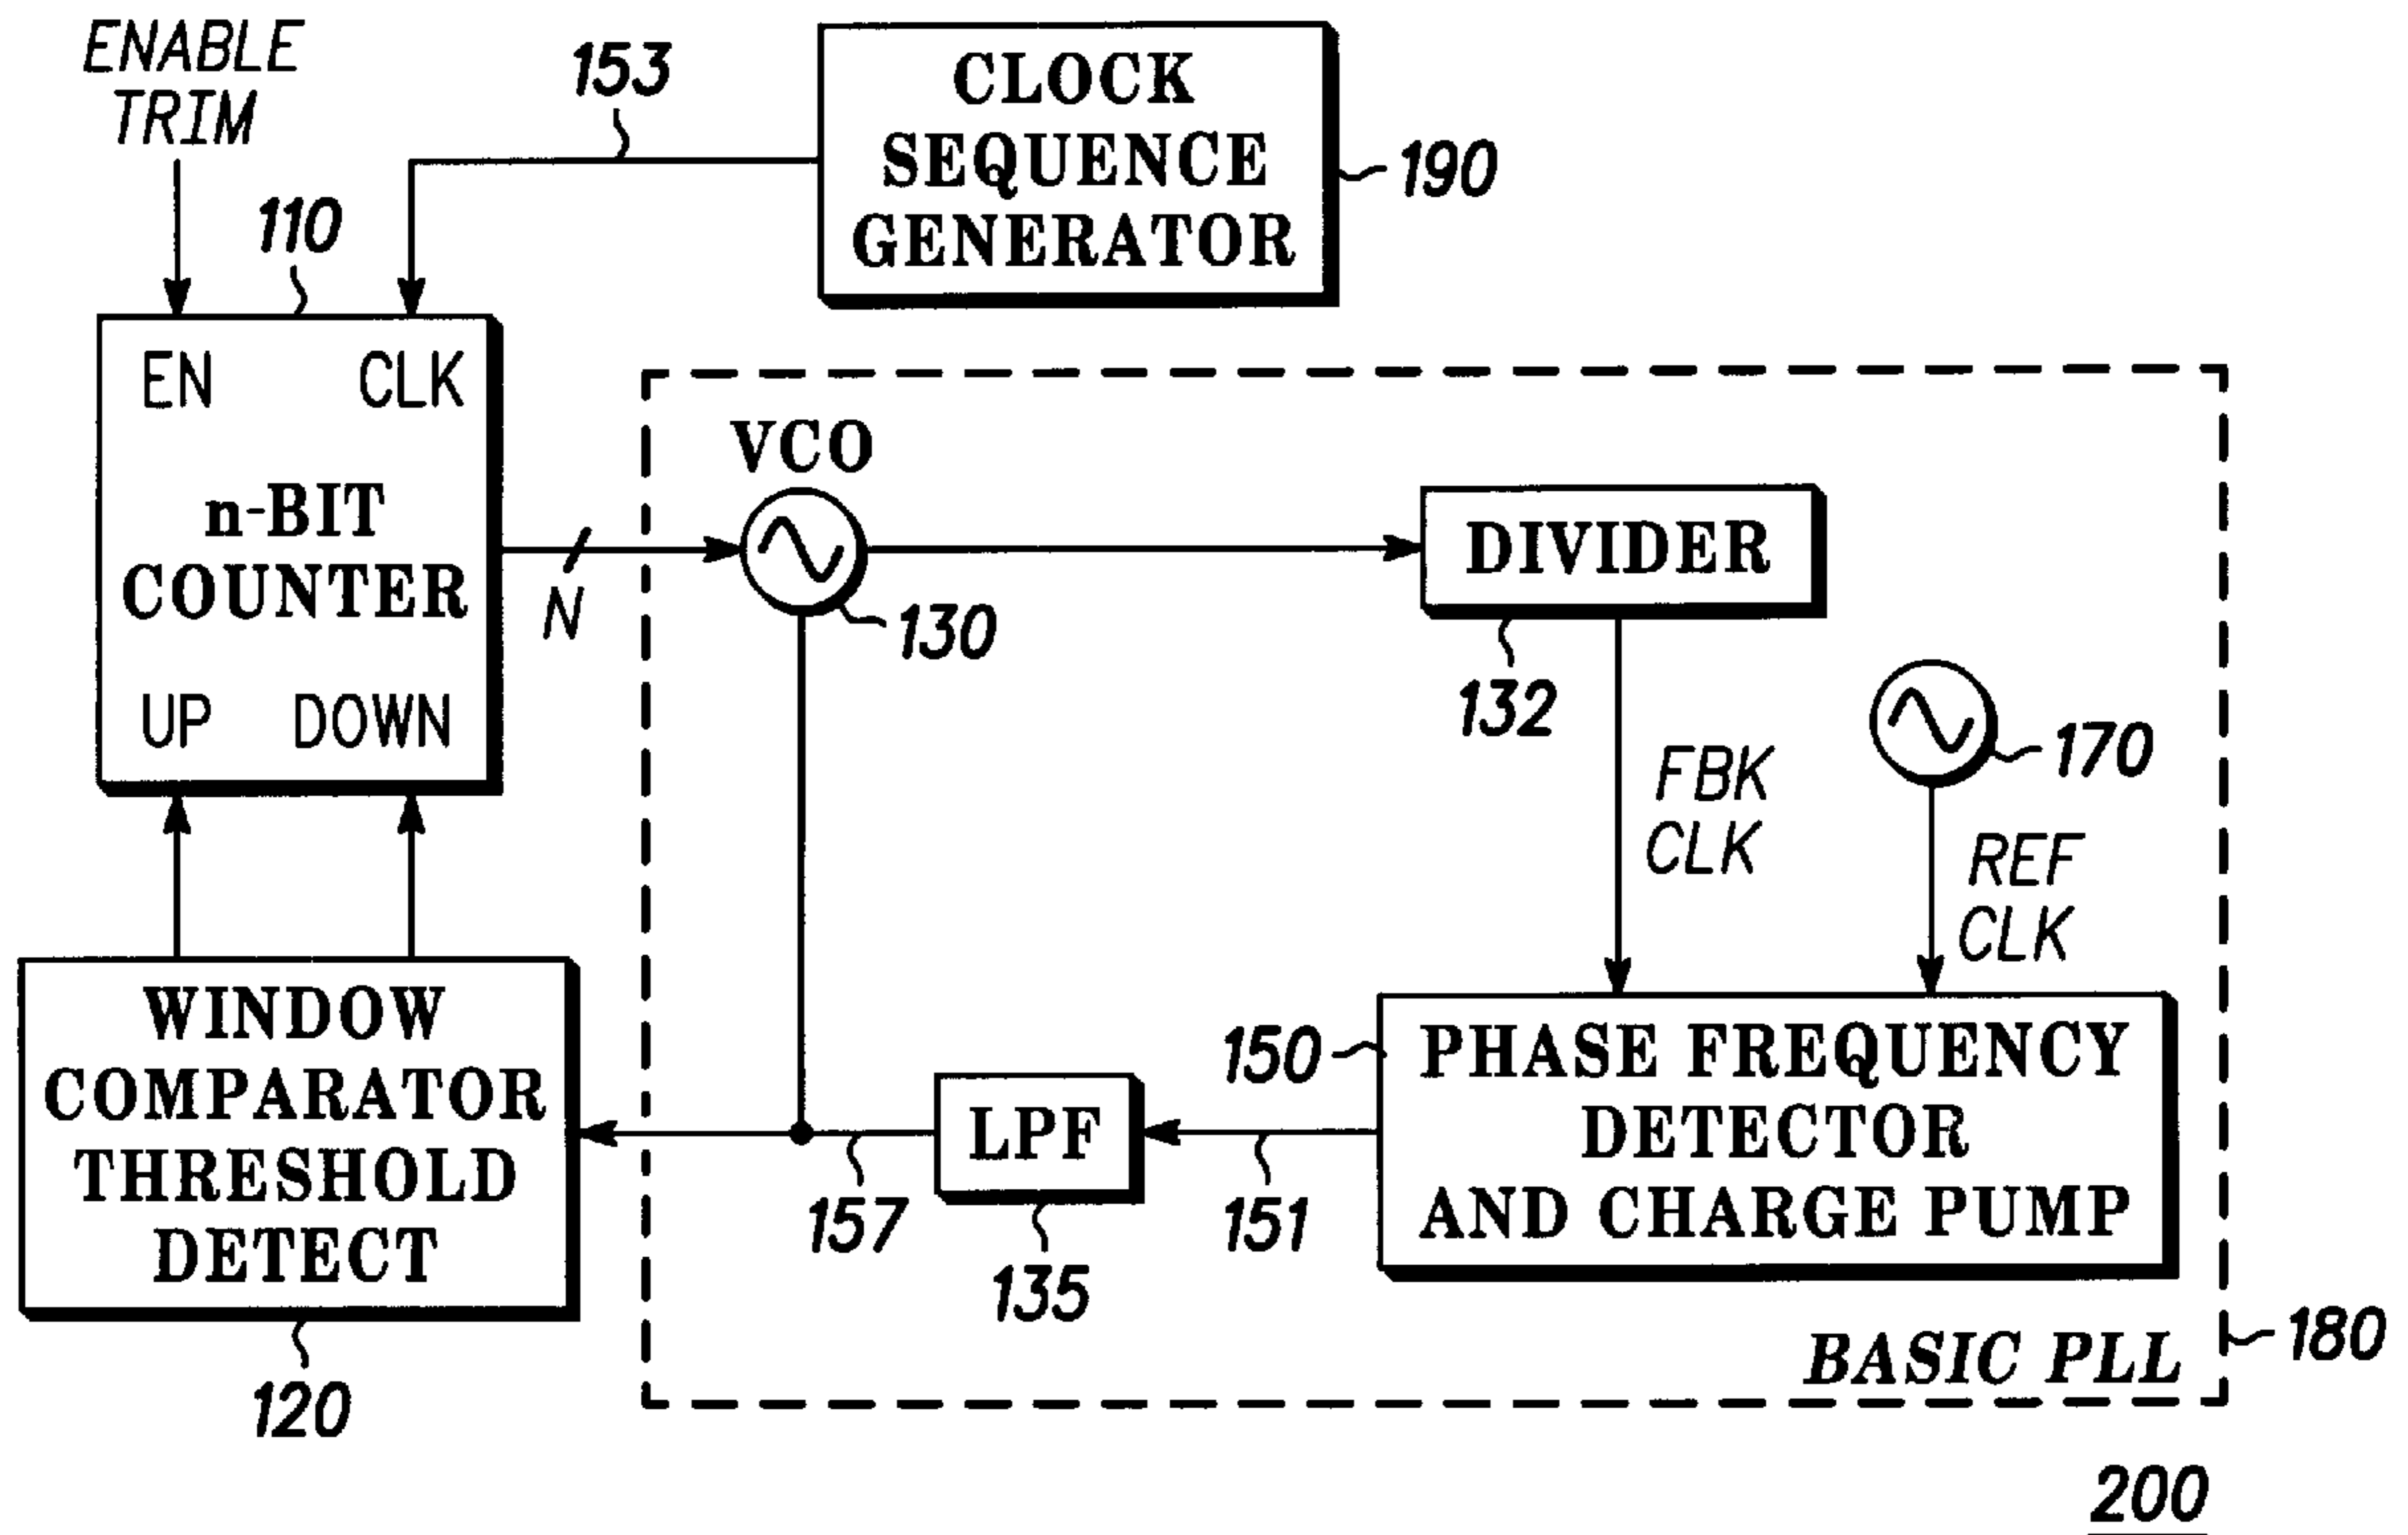 ENABLE
TRIM
153
CLOCK
SEQUENCE
GENERATOR
190
110
EN CLK
n-BIT
COUNTER
UP DOWN
N
VCO
130
DIVIDER
132
170
FBK
CLK
REF
CLK
WINDOW
COMPARATOR
THRESHOLD
DETECT
120
157
LPF
135
151
150
PHASE FREQUENCY
DETECTOR
AND CHARGE PUMP
BASIC PLL
180
200